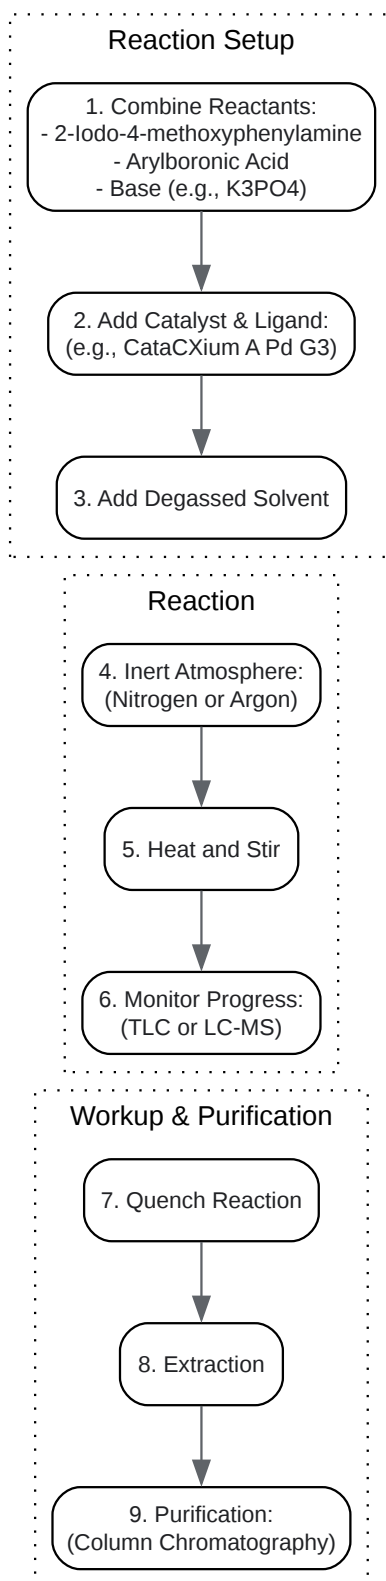 Reaction Setup
1. Combine Reactants:
- 2-Iodo-4-methoxyphenylamine
- Arylboronic Acid
- Base (e.g., K3PO4)
2. Add Catalyst & Ligand:
(e.g., CataCXium A Pd G3)
3. Add Degassed Solvent
Reaction
4. Inert Atmosphere:
(Nitrogen or Argon)
5. Heat and Stir
6. Monitor Progress:
(TLC or LC-MS)
Workup & Purification
7. Quench Reaction
8. Extraction
9. Purification:
(Column Chromatography)